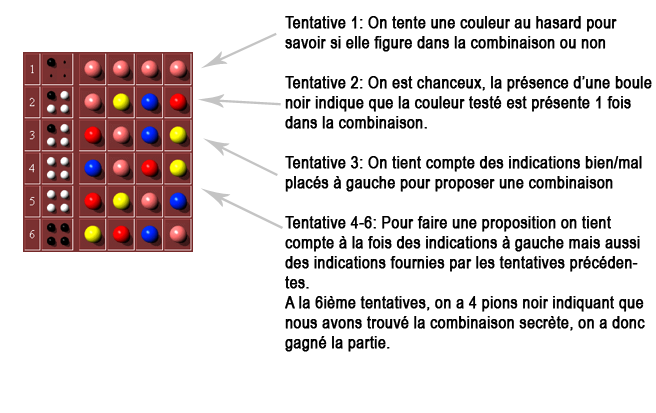 Tentative 1: On tente une couleur au hasard pour
savoir si elle figure dans la combinaison ou non
Tentative 2: On est chanceux, la présence d'une boule
noir indique que la couleur testé est présente 1 fois
dans la combinaison.
Tentative 3: On tient compte des indications bien/mal
placés à gauche pour proposer une combinaison
Tentative 4-6: Pour faire une proposition on tient
compte à la fois des indications à gauche mais aussi
des indications fournies par les tentatives précéden-
tes.
A la 6ième tentatives, on a 4 pions noir indiquant que
nous avons trouvé la combinaison secrète, on a donc
gagné la partie.
1
2
3
4
5
6